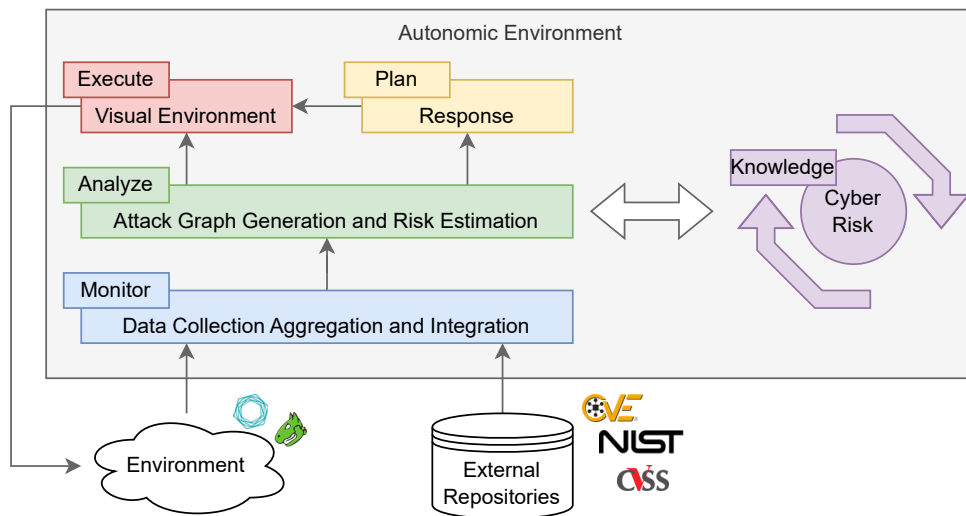 Autonomic Environment
Execute
Visual Environment
Plan
Response
Analyze
Attack Graph Generation and Risk Estimation
Knowledge
Cyber
Risk
Monitor
Data Collection Aggregation and Integration
Environment
External
Repositories
CVE
NIST
CVSS